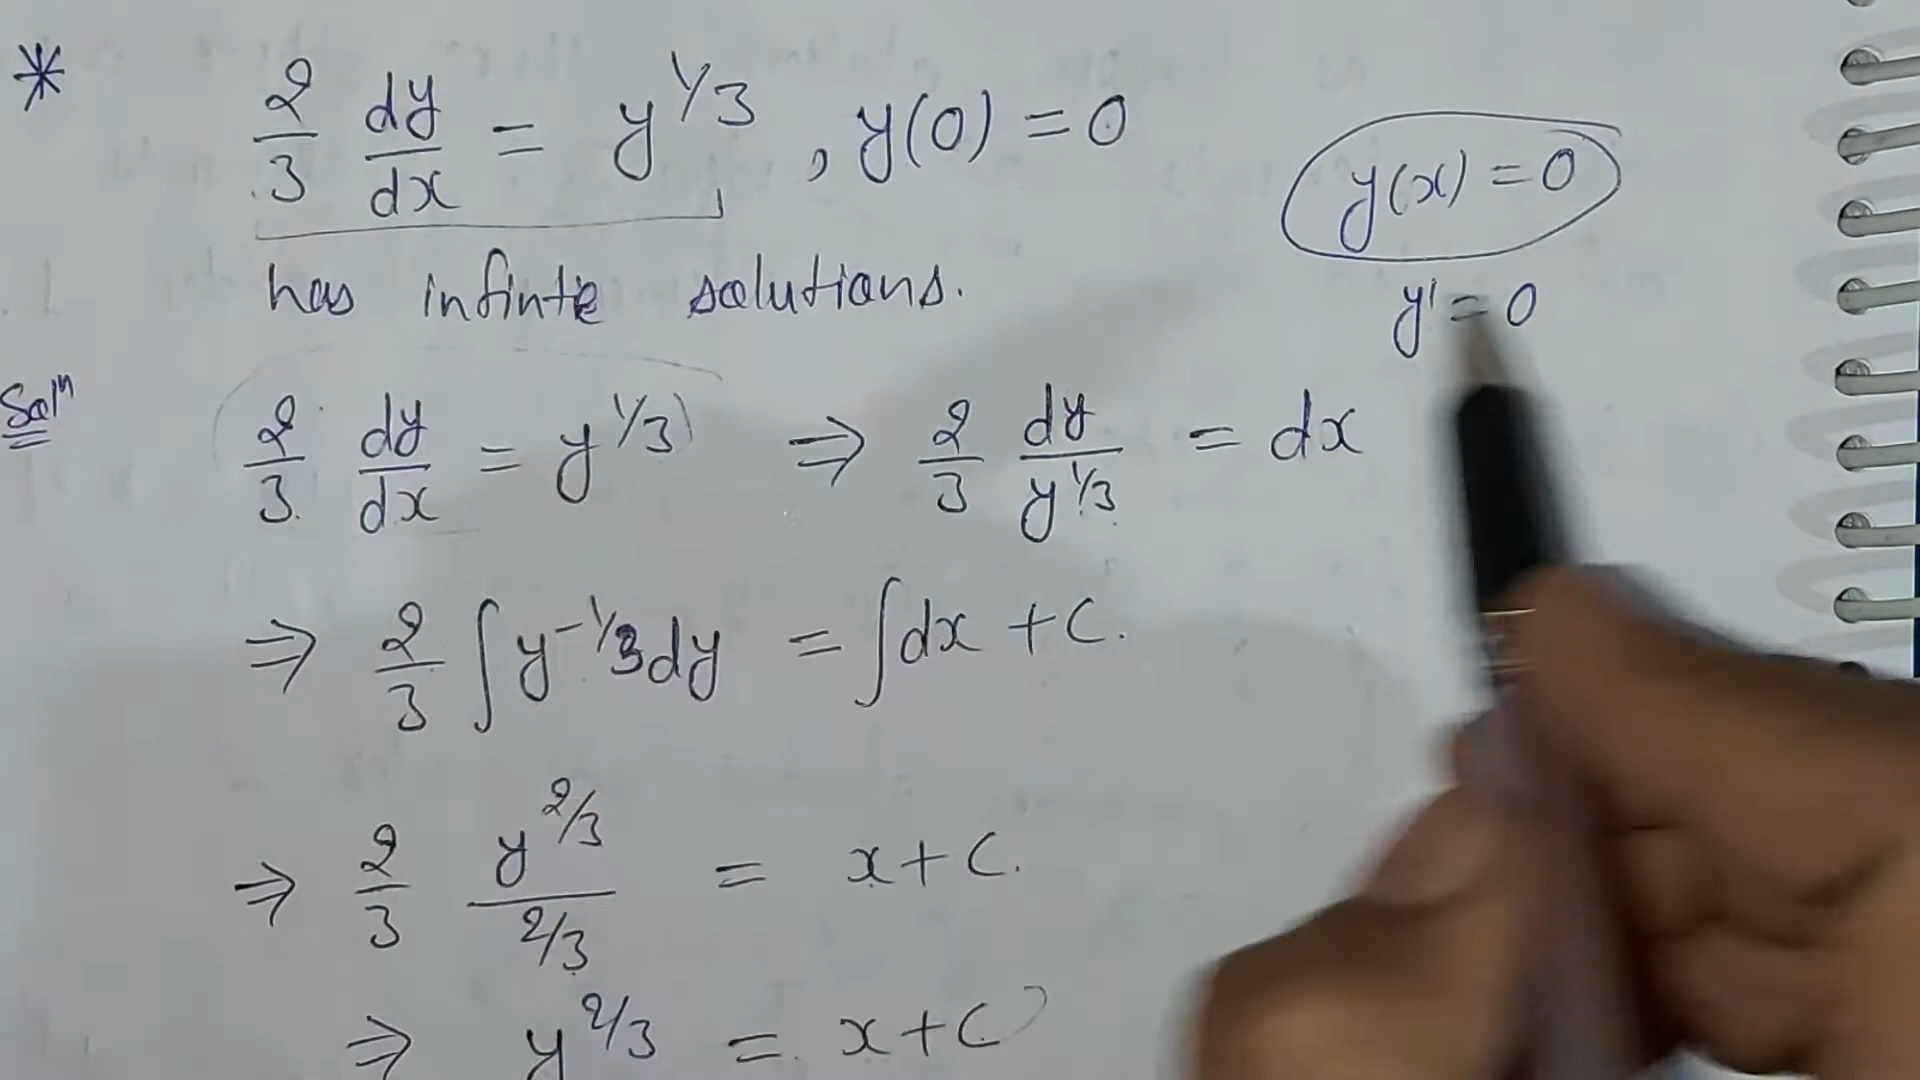 * 2/3 dy/dx = y^1/3 , y(0) = 0
y(x) = 0
has infinte solutions.
y' = 0
Solⁿ 2/3 dy/dx = y^1/3 ⇒ 2/3 dy/y^1/3 = dx
⇒ 2/3 ∫ y^-1/3 dy = ∫ dx + C.
⇒ 2/3 y^2/3 / 2/3 = x + C.
⇒ y^2/3 = x + C